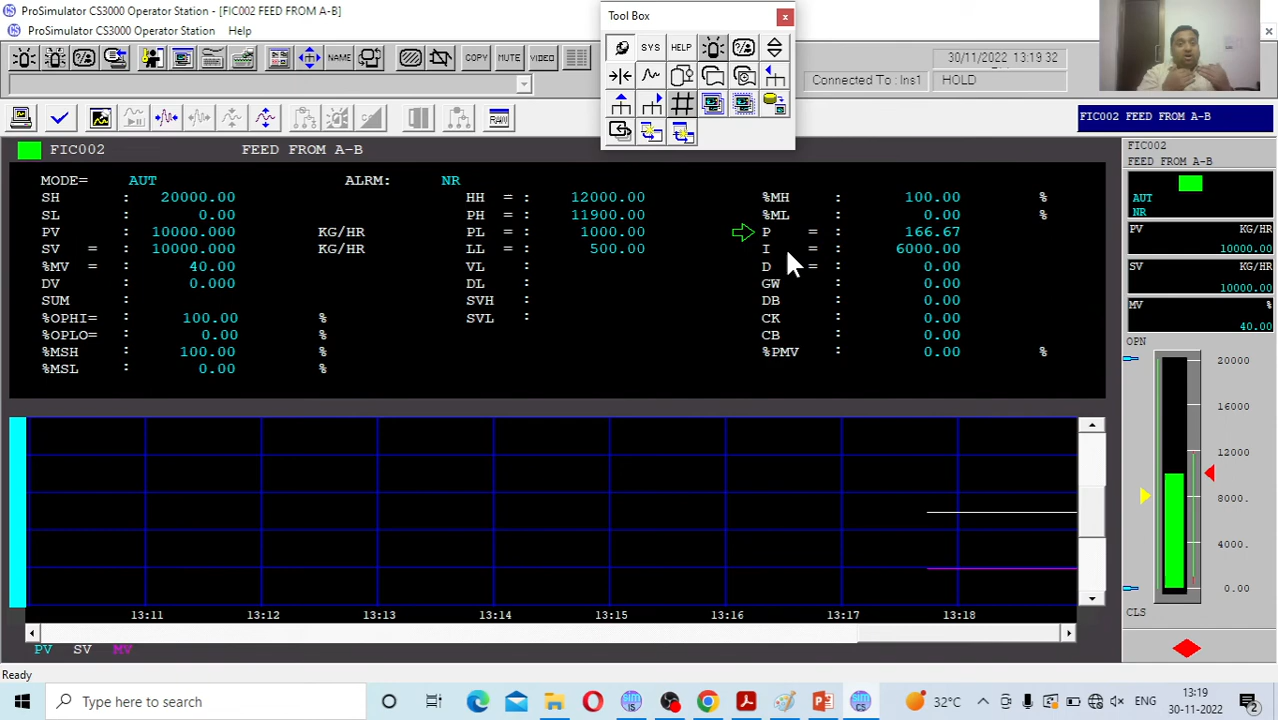 ProSimulator CS3000 Operator Station - [FIC002 FEED FROM A-B]
ProSimulator CS3000 Operator Station Help
Tool Box
SYS HELP
NAME COPY MUTE VIDEO
30/11/2022 13:19 32
Connected To : Ins1 HOLD
RAW
FIC002 FEED FROM A-B
FIC002 FEED FROM A-B
MODE= AUT ALRM: NR
SH : 20000.00 HH = : 12000.00 %MH : 100.00 %
SL : 0.00 PH = : 11900.00 %ML : 0.00 %
PV : 10000.000 KG/HR PL = : 1000.00 P = : 166.67
SV = : 10000.000 KG/HR LL = : 500.00 I = : 6000.00
%MV = : 40.00 VL : D = : 0.00
DV : 0.000 DL : GW : 0.00
SUM SVH : DB : 0.00
%OPHI= : 100.00 % SVL : CK : 0.00
%OPLO= : 0.00 % CB : 0.00
%MSH : 100.00 % %PMV : 0.00 %
%MSL : 0.00 %
FIC002
FEED FROM A-B
AUT
NR
PV KG/HR
10000.00
SV KG/HR
10000.00
MV %
40.00
OPN
20000
16000
12000
8000.
4000.
0.00
CLS
13:11 13:12 13:13 13:14 13:15 13:16 13:17 13:18
PV SV MV
Ready
Type here to search
SIM IS
SIM CS
32°C
ENG
13:19
30-11-2022
2